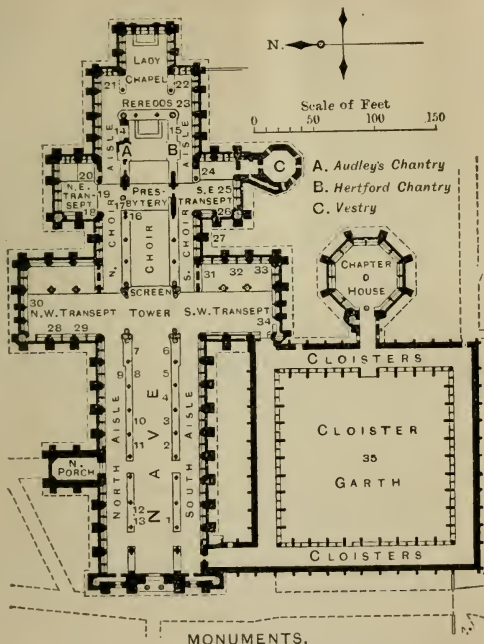 N.
LADY
CHAPEL
21
22
REREDOS
23
Scale of Feet
0 50 100 150
14
15
A
B
AISLE
AISLE
C
A. Audley's Chantry
B. Hertford Chantry
C. Vestry
20
N.E.
TRAN-
SEPT
18
19
17
16
PRES-
BYTERY
24
S.E 25
TRANSEPT
26
27
N. CHOIR
CHOIR
S. CHOIR
SCREEN
31
32
33
30
N.W. TRANSEPT
TOWER
S.W. TRANSEPT
28
29
34
CHAPTER
D
HOUSE
CLOISTERS
7
6
9
8
5
4
10
3
11
2
NORTH AISLE
NAVE
SOUTH AISLE
N.
PORCH
12
13
1
CLOISTER
35
GARTH
CLOISTERS
MONUMENTS.